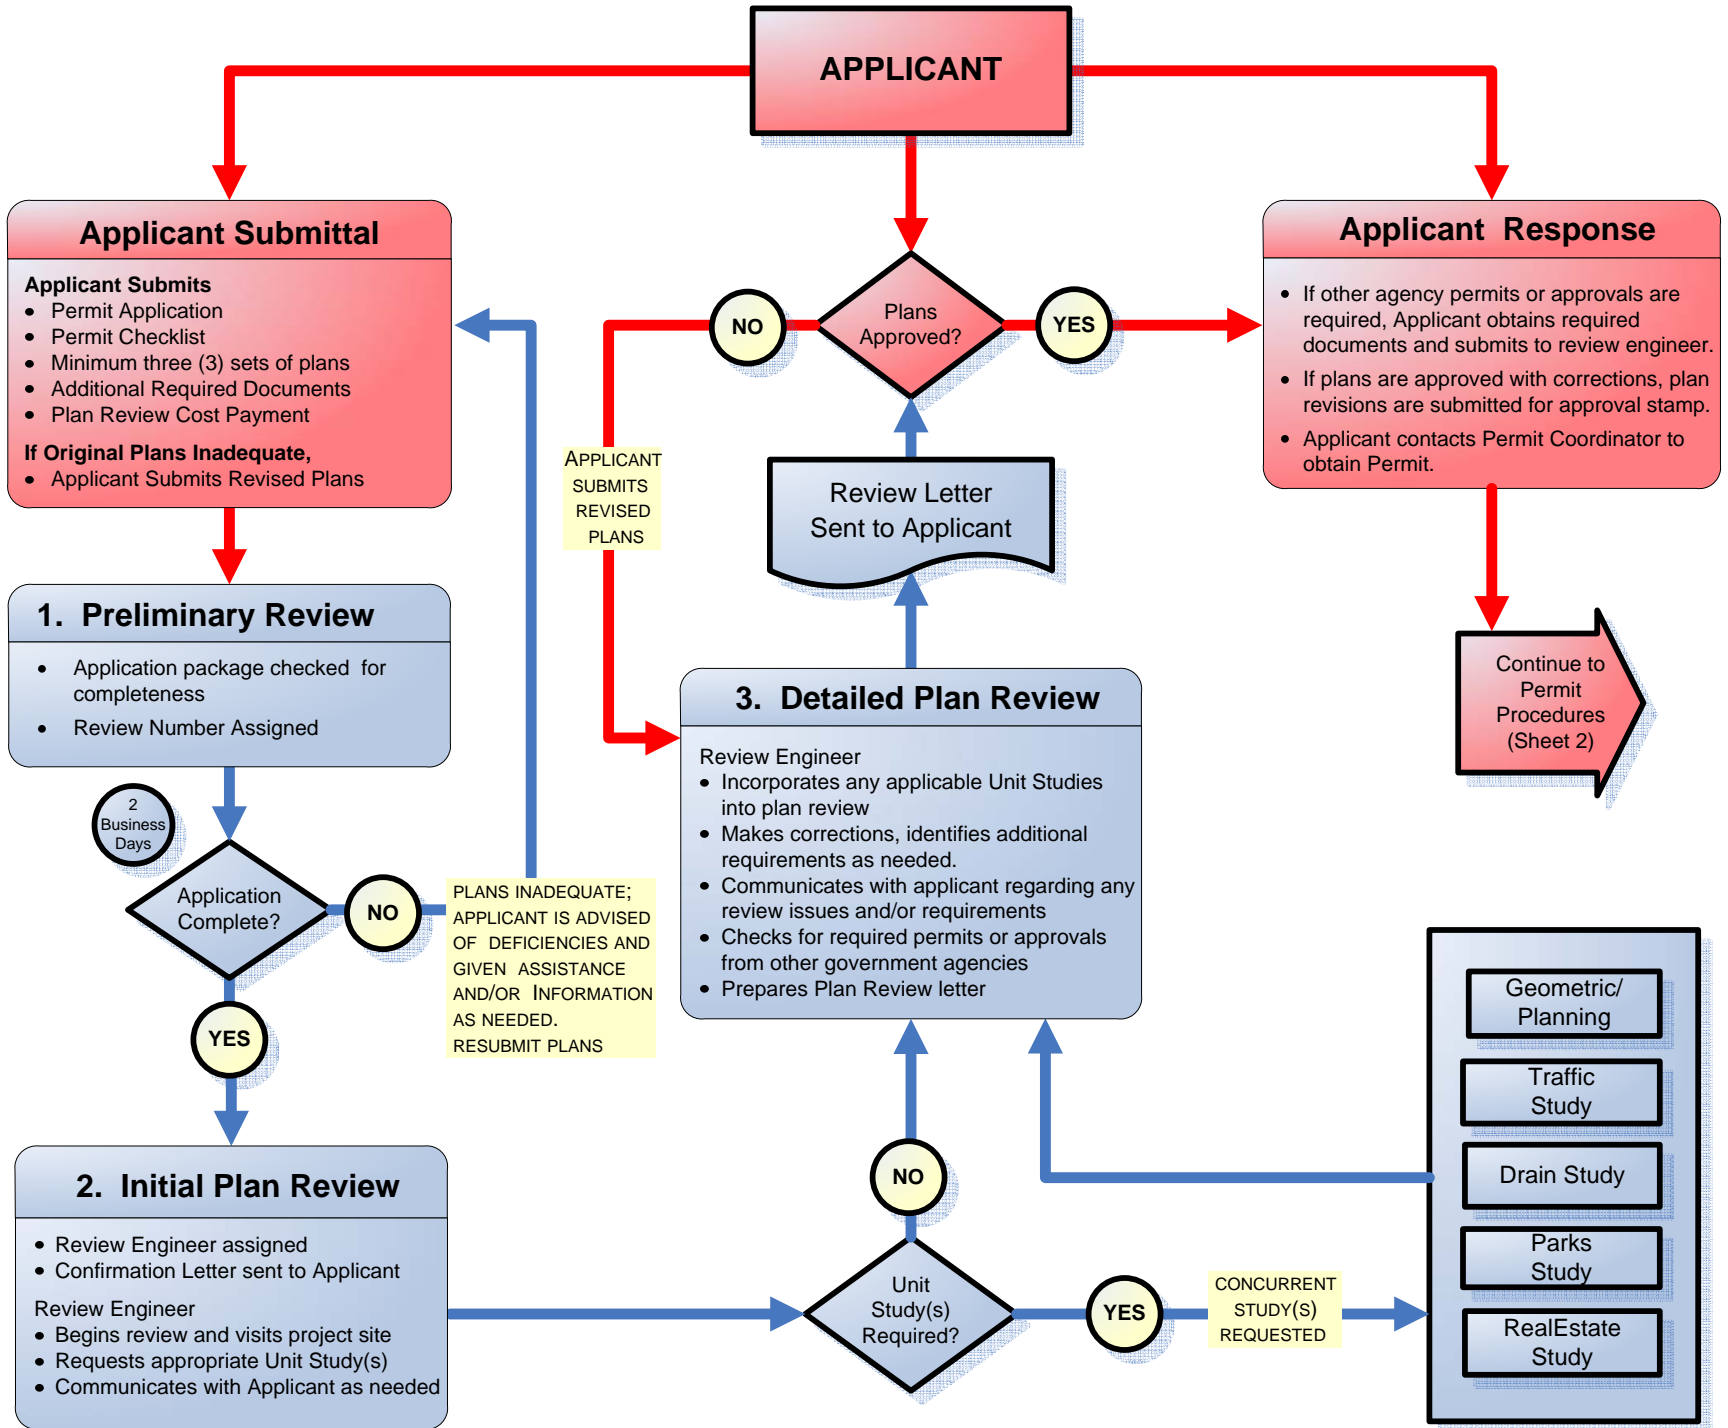 APPLICANT
Applicant Submittal
Applicant Submits
• Permit Application
• Permit Checklist
• Minimum three (3) sets of plans
• Additional Required Documents
• Plan Review Cost Payment
If Original Plans Inadequate,
• Applicant Submits Revised Plans
NO
Plans
Approved?
YES
Applicant Response
• If other agency permits or approvals are
required, Applicant obtains required
documents and submits to review engineer.
• If plans are approved with corrections, plan
revisions are submitted for approval stamp.
• Applicant contacts Permit Coordinator to
obtain Permit.
APPLICANT
SUBMITS
REVISED
PLANS
Review Letter
Sent to Applicant
1. Preliminary Review
• Application package checked for
completeness
• Review Number Assigned
Continue to
Permit
Procedures
(Sheet 2)
3. Detailed Plan Review
Review Engineer
• Incorporates any applicable Unit Studies
into plan review
• Makes corrections, identifies additional
requirements as needed.
• Communicates with applicant regarding any
review issues and/or requirements
• Checks for required permits or approvals
from other government agencies
• Prepares Plan Review letter
2
Business
Days
Application
Complete?
NO
PLANS INADEQUATE;
APPLICANT IS ADVISED
OF DEFICIENCIES AND
GIVEN ASSISTANCE
AND/OR INFORMATION
AS NEEDED.
RESUBMIT PLANS
YES
2. Initial Plan Review
• Review Engineer assigned
• Confirmation Letter sent to Applicant
Review Engineer
• Begins review and visits project site
• Requests appropriate Unit Study(s)
• Communicates with Applicant as needed
NO
Unit
Study(s)
Required?
YES
CONCURRENT
STUDY(S)
REQUESTED
Geometric/
Planning
Traffic
Study
Drain Study
Parks
Study
RealEstate
Study